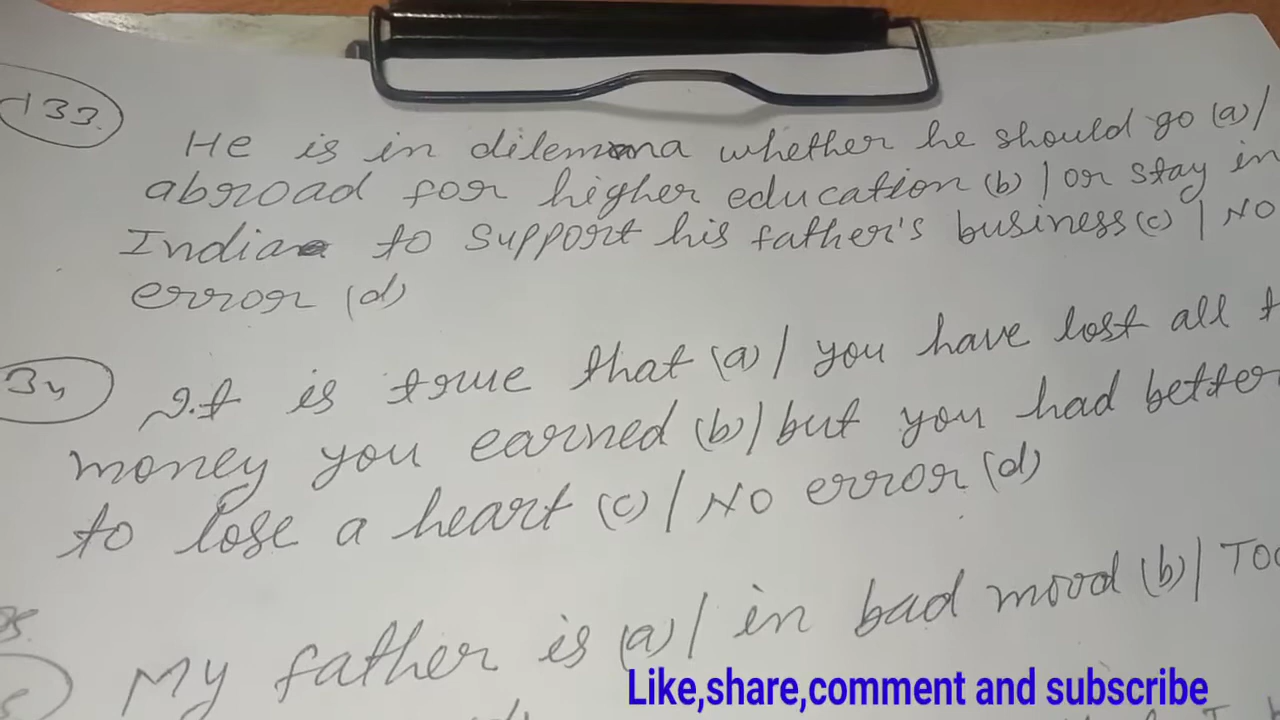 133.
He is in dilemma whether he should go (a) /
abroad for higher education (b) | or stay in
India to support his father's business (c) | No
error (d)
34
It is true that (a) / you have lost all
money you earned (b) | but you had better
to lose a heart (c) | No error (d)
My father is (a) / in bad mood (b) |
Like,share,comment and subscribe